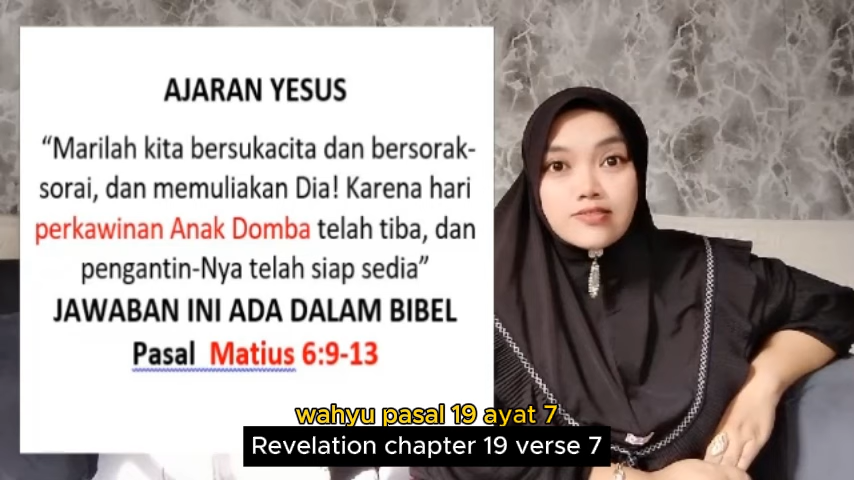 AJARAN YESUS
“Marilah kita bersukacita dan bersorak-
sorai, dan memuliakan Dia! Karena hari
perkawinan Anak Domba telah tiba, dan
pengantin-Nya telah siap sedia”
JAWABAN INI ADA DALAM BIBEL
Pasal Matius 6:9-13
wahyu pasal 19 ayat 7
Revelation chapter 19 verse 7